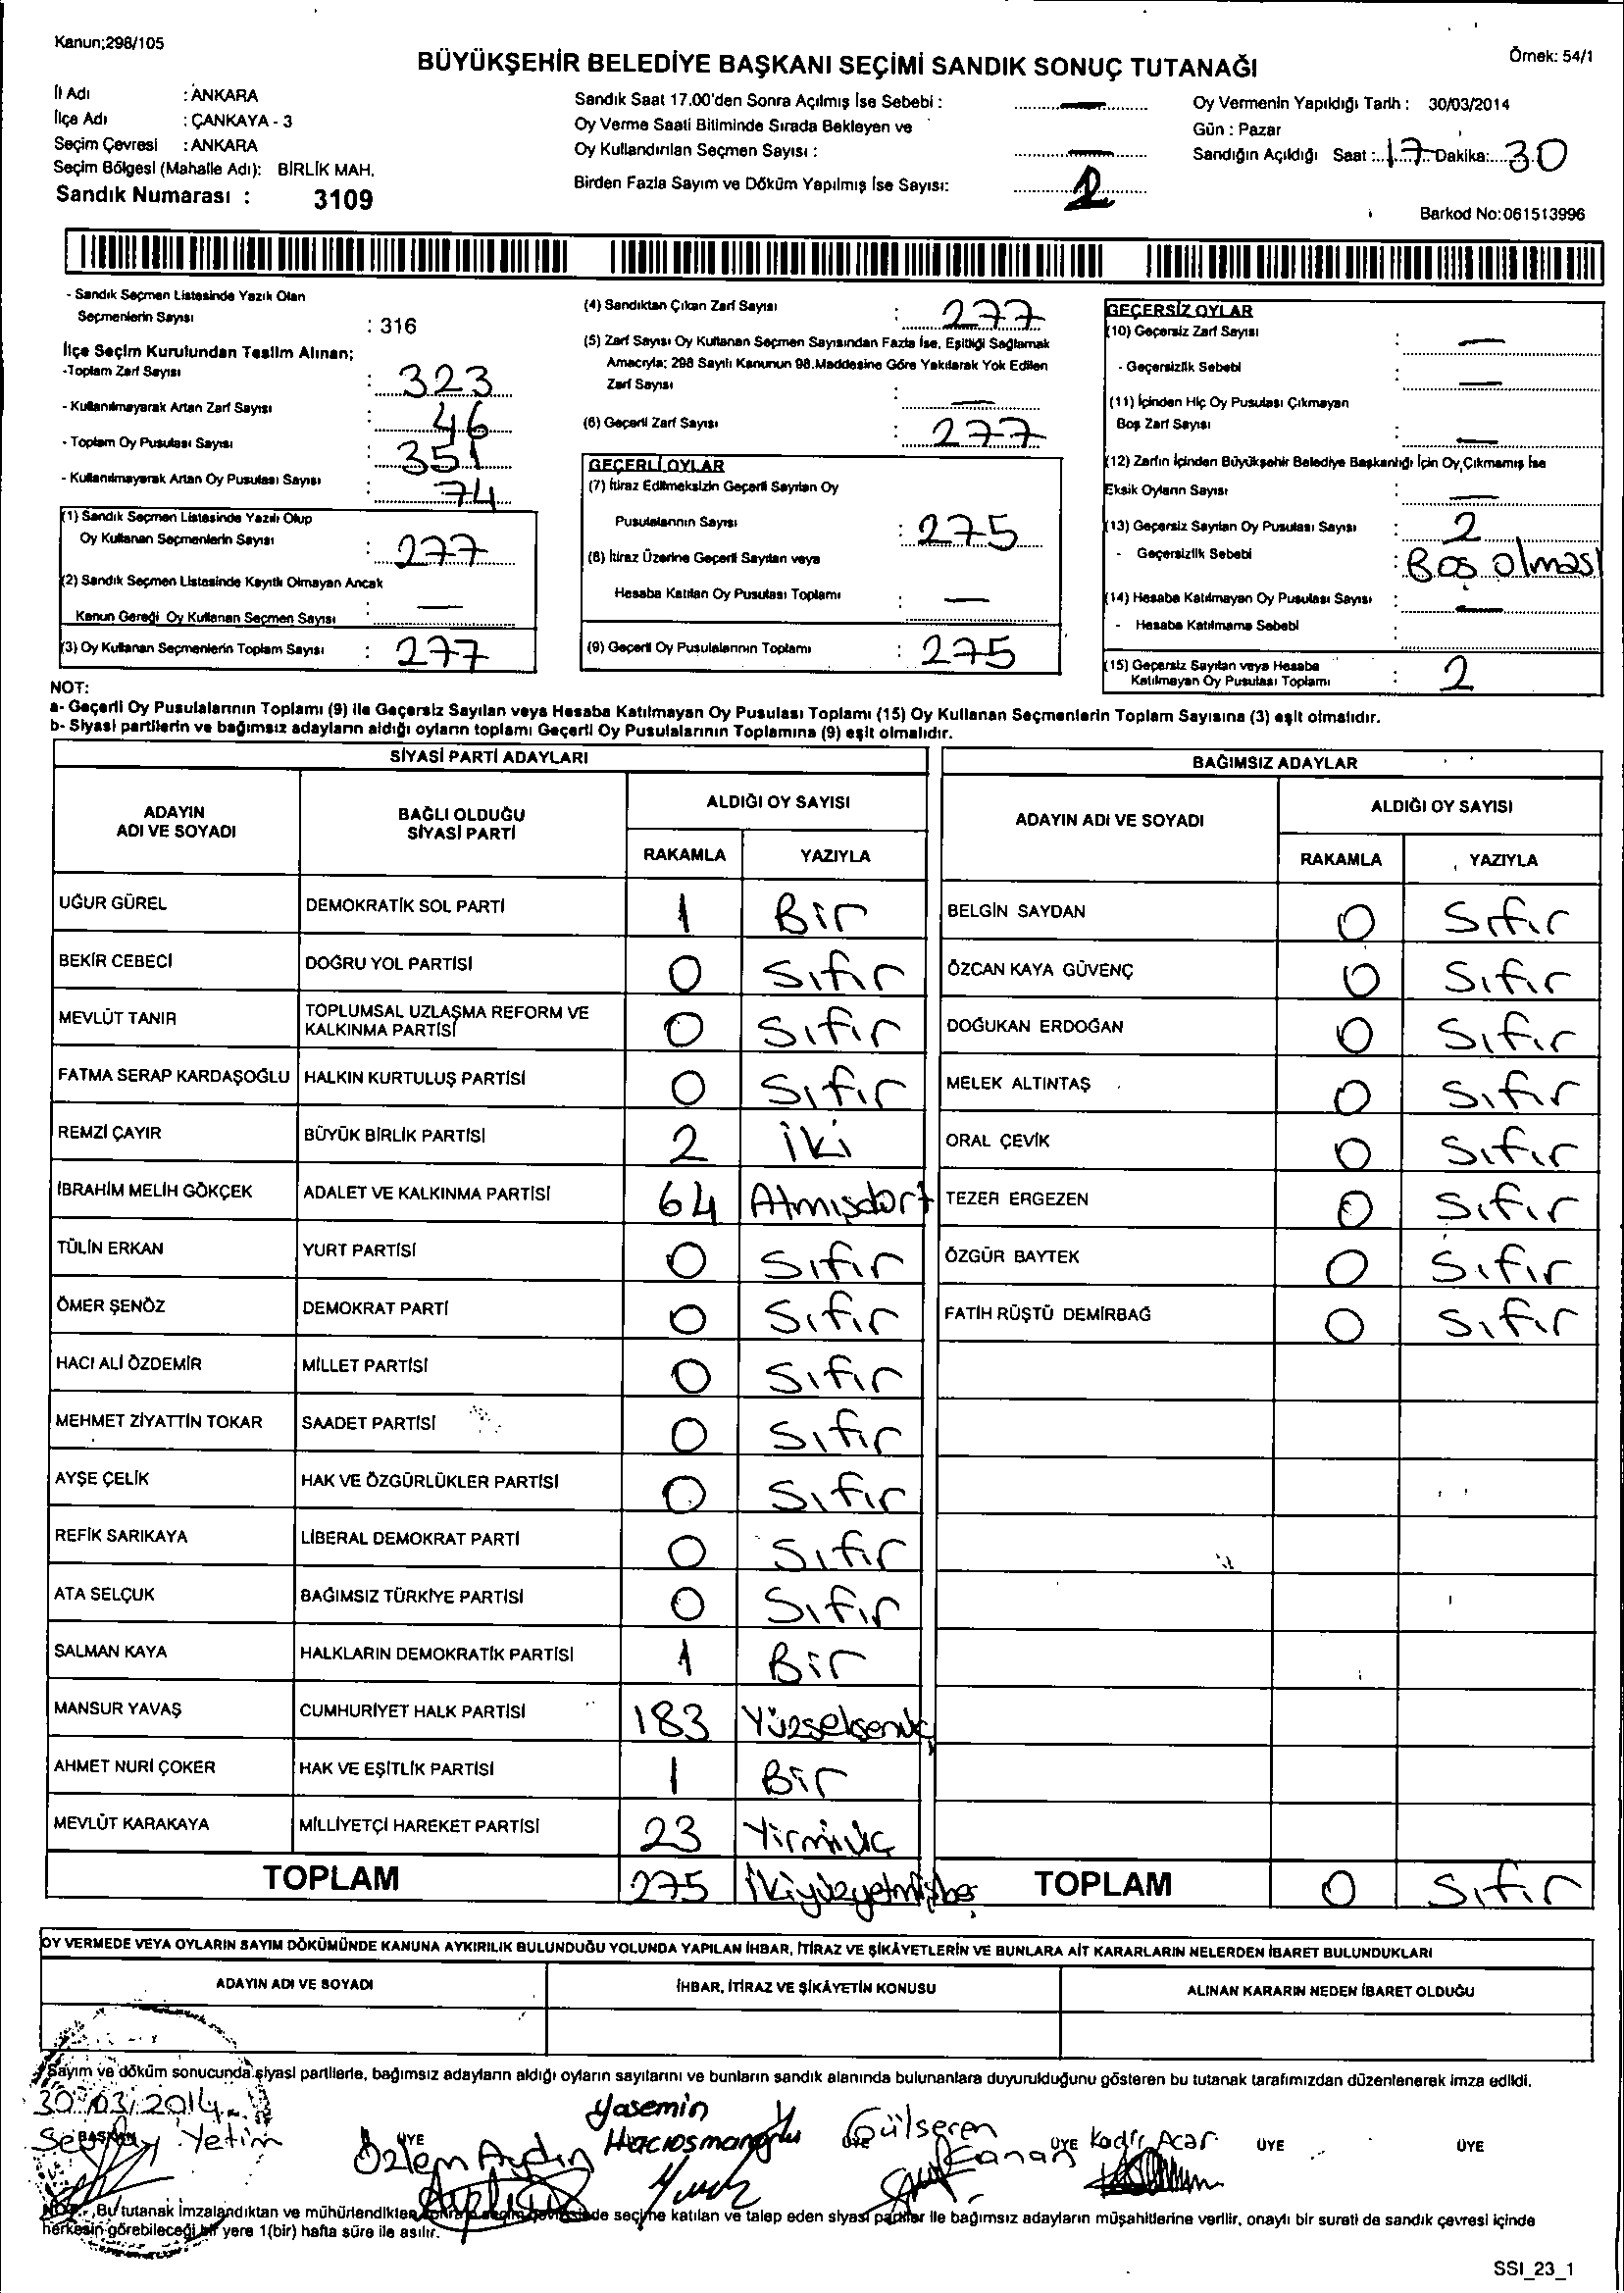 Kanun;298/105
Örnek: 54/1
BÜYÜKŞEHİR BELEDİYE BAŞKANI SEÇİMİ SANDIK SONUÇ TUTANAĞI
İl Adı : ANKARA
İlçe Adı : ÇANKAYA - 3
Seçim Çevresi : ANKARA
Seçim Bölgesi (Mahalle Adı): BİRLİK MAH.
Sandık Numarası : 3109
Sandık Saat 17.00'den Sonra Açılmış İse Sebebi : —
Oy Verme Saati Bitiminde Sırada Bekleyen ve
Oy Kullandırılan Seçmen Sayısı : —
Birden Fazla Sayım ve Döküm Yapılmış İse Sayısı:
Oy Vermenin Yapıldığı Tarih : 30/03/2014
Gün : Pazar
Sandığın Açıldığı Saat : 17 Dakika: 30
Barkod No:061513996
- Sandık Seçmen Listesinde Yazılı Olan
Seçmenlerin Sayısı : 316
İlçe Seçim Kurulundan Teslim Alınan;
-Toplam Zarf Sayısı : 323
- Kullanılmayarak Artan Zarf Sayısı : 46
- Toplam Oy Pusulası Sayısı : 351
- Kullanılmayarak Artan Oy Pusulası Sayısı : 74
(1) Sandık Seçmen Listesinde Yazılı Olup
Oy Kullanan Seçmenlerin Sayısı : 277
(2) Sandık Seçmen Listesinde Kayıtlı Olmayan Ancak
Kanun Gereği Oy Kullanan Seçmen Sayısı : —
(3) Oy Kullanan Seçmenlerin Toplam Sayısı : 277
(4) Sandıktan Çıkan Zarf Sayısı : 277
(5) Zarf Sayısı Oy Kullanan Seçmen Sayısından Fazla İse, Eşitliği Sağlamak
Amacıyla; 298 Sayılı Kanunun 98.Maddesine Göre Yakılarak Yok Edilen
Zarf Sayısı : —
(6) Geçerli Zarf Sayısı : 277
GEÇERLİ OYLAR
(7) İtiraz Edilmeksizin Geçerli Sayılan Oy
Pusulalarının Sayısı : 275
(8) İtiraz Üzerine Geçerli Sayılan veya
Hesaba Katılan Oy Pusulası Toplamı : —
(9) Geçerli Oy Pusulalarının Toplamı : 275
GEÇERSİZ OYLAR
(10) Geçersiz Zarf Sayısı : —
- Geçersizlik Sebebi : —
(11) İçinden Hiç Oy Pusulası Çıkmayan
Boş Zarf Sayısı : —
(12) Zarfın İçinden Büyükşehir Belediye Başkanlığı İçin Oy Çıkmamış İse
Eksik Oyların Sayısı : —
(13) Geçersiz Sayılan Oy Pusulası Sayısı : 2
- Geçersizlik Sebebi : Boş olması
(14) Hesaba Katılmayan Oy Pusulası Sayısı : —
- Hesaba Katılmama Sebebi :
(15) Geçersiz Sayılan veya Hesaba
Katılmayan Oy Pusulası Toplamı : 2
NOT:
a- Geçerli Oy Pusulalarının Toplamı (9) ile Geçersiz Sayılan veya Hesaba Katılmayan Oy Pusulası Toplamı (15) Oy Kullanan Seçmenlerin Toplam Sayısına (3) eşit olmalıdır.
b- Siyasi partilerin ve bağımsız adayların aldığı oyların toplamı Geçerli Oy Pusulalarının Toplamına (9) eşit olmalıdır.
SİYASİ PARTİ ADAYLARI
ADAYIN ADI VE SOYADI
BAĞLI OLDUĞU SİYASİ PARTİ
ALDIĞI OY SAYISI
RAKAMLA YAZIYLA
UĞUR GÜREL DEMOKRATİK SOL PARTİ 1 Bir
BEKİR CEBECİ DOĞRU YOL PARTİSİ 0 Sıfır
MEVLÜT TANIR TOPLUMSAL UZLAŞMA REFORM VE KALKINMA PARTİSİ 0 Sıfır
FATMA SERAP KARDAŞOĞLU HALKIN KURTULUŞ PARTİSİ 0 Sıfır
REMZİ ÇAYIR BÜYÜK BİRLİK PARTİSİ 2 İki
İBRAHİM MELİH GÖKÇEK ADALET VE KALKINMA PARTİSİ 64 Atmışdört
TÜLİN ERKAN YURT PARTİSİ 0 Sıfır
ÖMER ŞENÖZ DEMOKRAT PARTİ 0 Sıfır
HACI ALİ ÖZDEMİR MİLLET PARTİSİ 0 Sıfır
MEHMET ZİYATTİN TOKAR SAADET PARTİSİ 0 Sıfır
AYŞE ÇELİK HAK VE ÖZGÜRLÜKLER PARTİSİ 0 Sıfır
REFİK SARIKAYA LİBERAL DEMOKRAT PARTİ 0 Sıfır
ATA SELÇUK BAĞIMSIZ TÜRKİYE PARTİSİ 0 Sıfır
SALMAN KAYA HALKLARIN DEMOKRATİK PARTİSİ 1 Bir
MANSUR YAVAŞ CUMHURİYET HALK PARTİSİ 183 Yüzseksenüç
AHMET NURİ ÇOKER HAK VE EŞİTLİK PARTİSİ 1 Bir
MEVLÜT KARAKAYA MİLLİYETÇİ HAREKET PARTİSİ 23 Yirmiüç
TOPLAM 275 İkiyüzyetmişbeş
BAĞIMSIZ ADAYLAR
ADAYIN ADI VE SOYADI
ALDIĞI OY SAYISI
RAKAMLA YAZIYLA
BELGİN SAYDAN 0 Sıfır
ÖZCAN KAYA GÜVENÇ 0 Sıfır
DOĞUKAN ERDOĞAN 0 Sıfır
MELEK ALTINTAŞ 0 Sıfır
ORAL ÇEVİK 0 Sıfır
TEZER ERGEZEN 0 Sıfır
ÖZGÜR BAYTEK 0 Sıfır
FATİH RÜŞTÜ DEMİRBAĞ 0 Sıfır
TOPLAM 0 Sıfır
OY VERMEDE VEYA OYLARIN SAYIM DÖKÜMÜNDE KANUNA AYKIRILIK BULUNDUĞU YOLUNDA YAPILAN İHBAR, İTİRAZ VE ŞİKÂYETLERİN VE BUNLARA AİT KARARLARIN NELERDEN İBARET BULUNDUKLARI
ADAYIN ADI VE SOYADI
İHBAR, İTİRAZ VE ŞİKÂYETİN KONUSU
ALINAN KARARIN NEDEN İBARET OLDUĞU
Sayım ve döküm sonucunda siyasi partilerle, bağımsız adayların aldığı oyların sayılarını ve bunların sandık alanında bulunanlara duyurulduğunu gösteren bu tutanak tarafımızdan düzenlenerek imza edildi.
30/03/2014
BAŞKAN ÜYE ÜYE ÜYE ÜYE ÜYE
Yetim
Özlem Aydın
Yasemin
Hacıosmanoğlu
Gülseren
Kanan
Kadir Acar
Bu tutanak imzalandıktan ve mühürlendikten sonra seçime katılan ve talep eden siyasi partiler ile bağımsız adayların müşahitlerine verilir, onaylı bir sureti de sandık çevresi içinde
herkesin görebileceği bir yere 1(bir) hafta süre ile asılır.
SSI_23_1